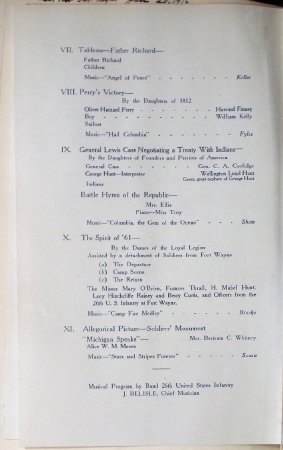 VII. Tableau—Father Richard—
Father Richard
Children
Music—"Angel of Peace" - - - - - Keller
VIII. Perry's Victory—
By the Daughters of 1812
Oliver Hazzard Perry - - - - - Howard Finney
Boy - - - - - William Kelly
Sailors
Music—"Hail Columbia" - - - - - Fyles
IX. General Lewis Cass Negotiating a Treaty With Indians—
By the Daughters of Founders and Patriots of America
General Cass - - - - - Gen. C. A. Coolidge
George Hunt—Interpreter Wellington Loud Hunt
Great, great nephew of George Hunt
Indians
Battle Hymn of the Republic—
Mrs. Ellis
Piano—Miss Troy
Music—"Columbia, the Gem of the Ocean" - - Shaw
X. The Spirit of '61—
By the Dames of the Loyal Legion
Assisted by a detachment of Soldiers from Fort Wayne
(a) The Departure
(b) Camp Scene
(c) The Return
The Misses Mary O'Brien, Frances Thrall, H. Mabel Hunt,
Lucy Hinchcliffe Rainey and Bessy Curtis, and Officers from the
26th U. S. Infantry at Fort Wayne.
Music—"Camp Fire Medley" - - - - -
XI. Allegorical Picture—Soldiers' Monument
"Michigan Speaks"— Mrs. Bertram C. Whitney
Alice W. M. Moore
Music—"Stars and Stripes Forever" - - - - - Sousa
Musical Program by Band 26th United States Infantry
J. BELISLE, Chief Musician